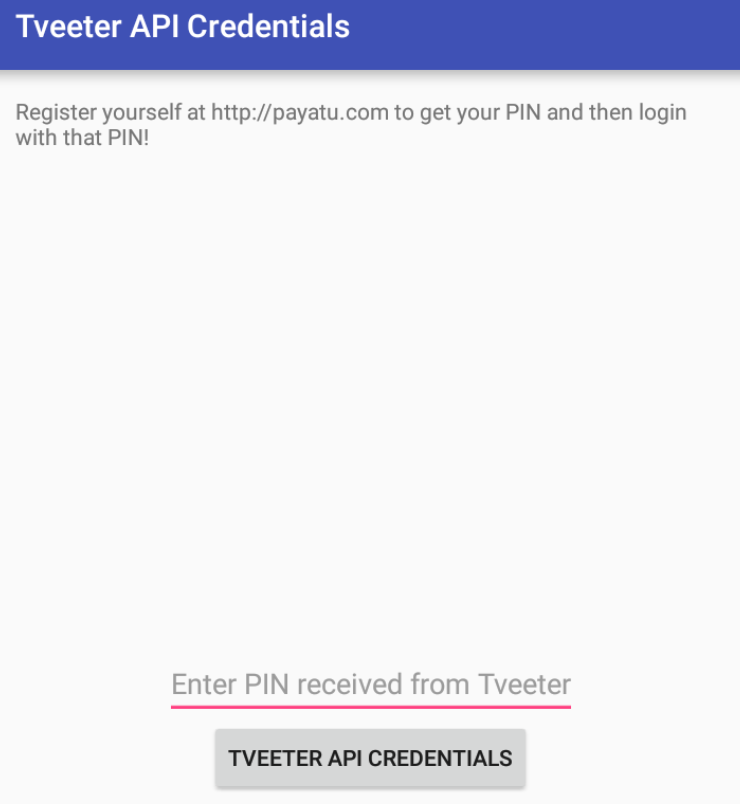 Tveeter API Credentials
Register yourself at http://payatu.com to get your PIN and then login
with that PIN!
Enter PIN received from Tveeter
TVEETER API CREDENTIALS